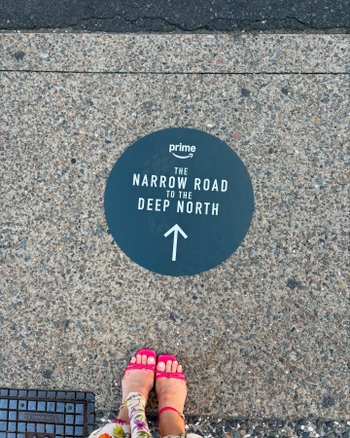 prime
THE
NARROW ROAD
TO THE
DEEP NORTH